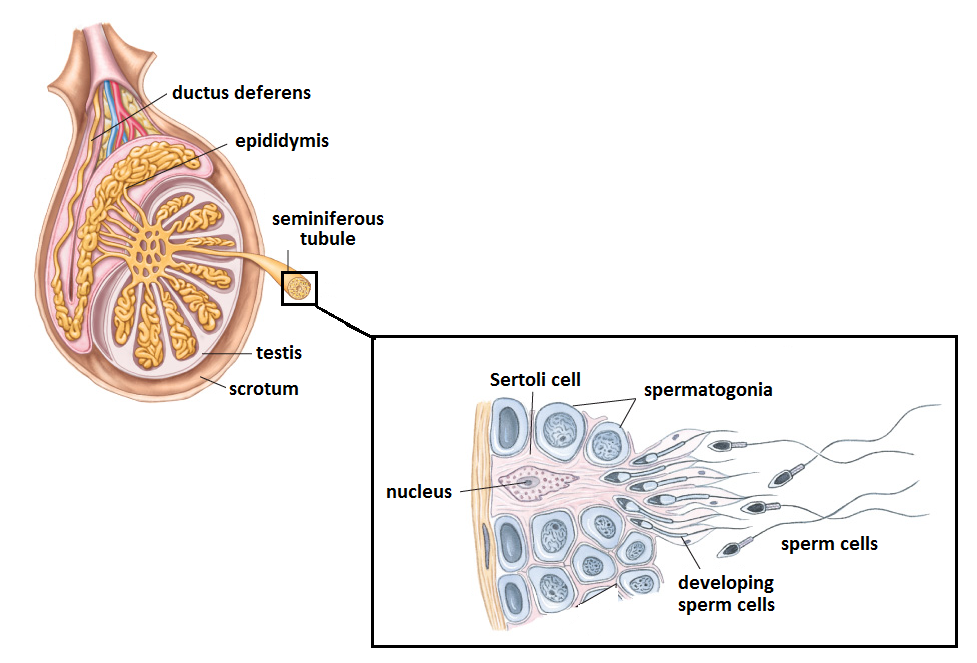 ductus deferens
epididymis
seminiferous
tubule
testis
scrotum
Sertoli cell
spermatogonia
nucleus
sperm cells
developing
sperm cells